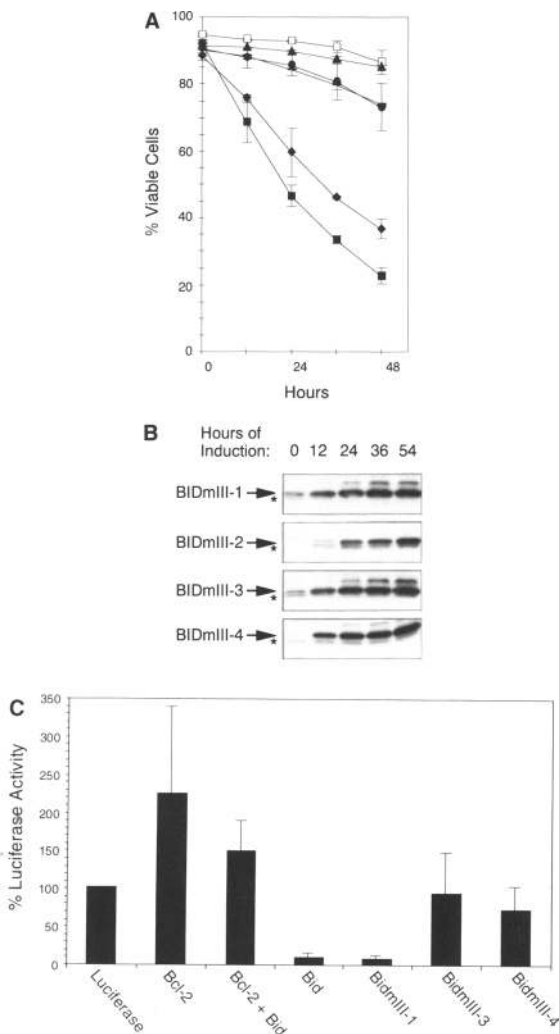 A
100
80
60
40
20
0
% Viable Cells
0 24 48
Hours
B
Hours of
Induction: 0 12 24 36 54
BIDmIII-1
*
BIDmIII-2
*
BIDmIII-3
*
BIDmIII-4
*
C
350
300
250
200
150
100
50
0
% Luciferase Activity
Luciferase
Bcl-2
Bcl-2 + Bid
Bid
BidmIII-1
BidmIII-3
BidmIII-4